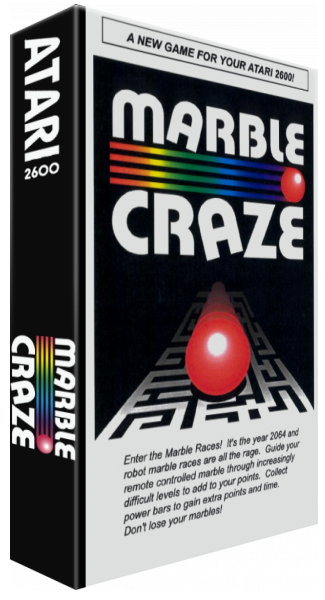 A NEW GAME FOR YOUR ATARI 2600!
MARBLE
CRAZE
Enter the Marble Races! It's the year 2064 and
robot marble races are all the rage. Guide your
remote controlled marble through increasingly
difficult levels to add to your points. Collect
power bars to gain extra points and time.
Don't lose your marbles!
ATARI
2600
MARBLE
CRAZE